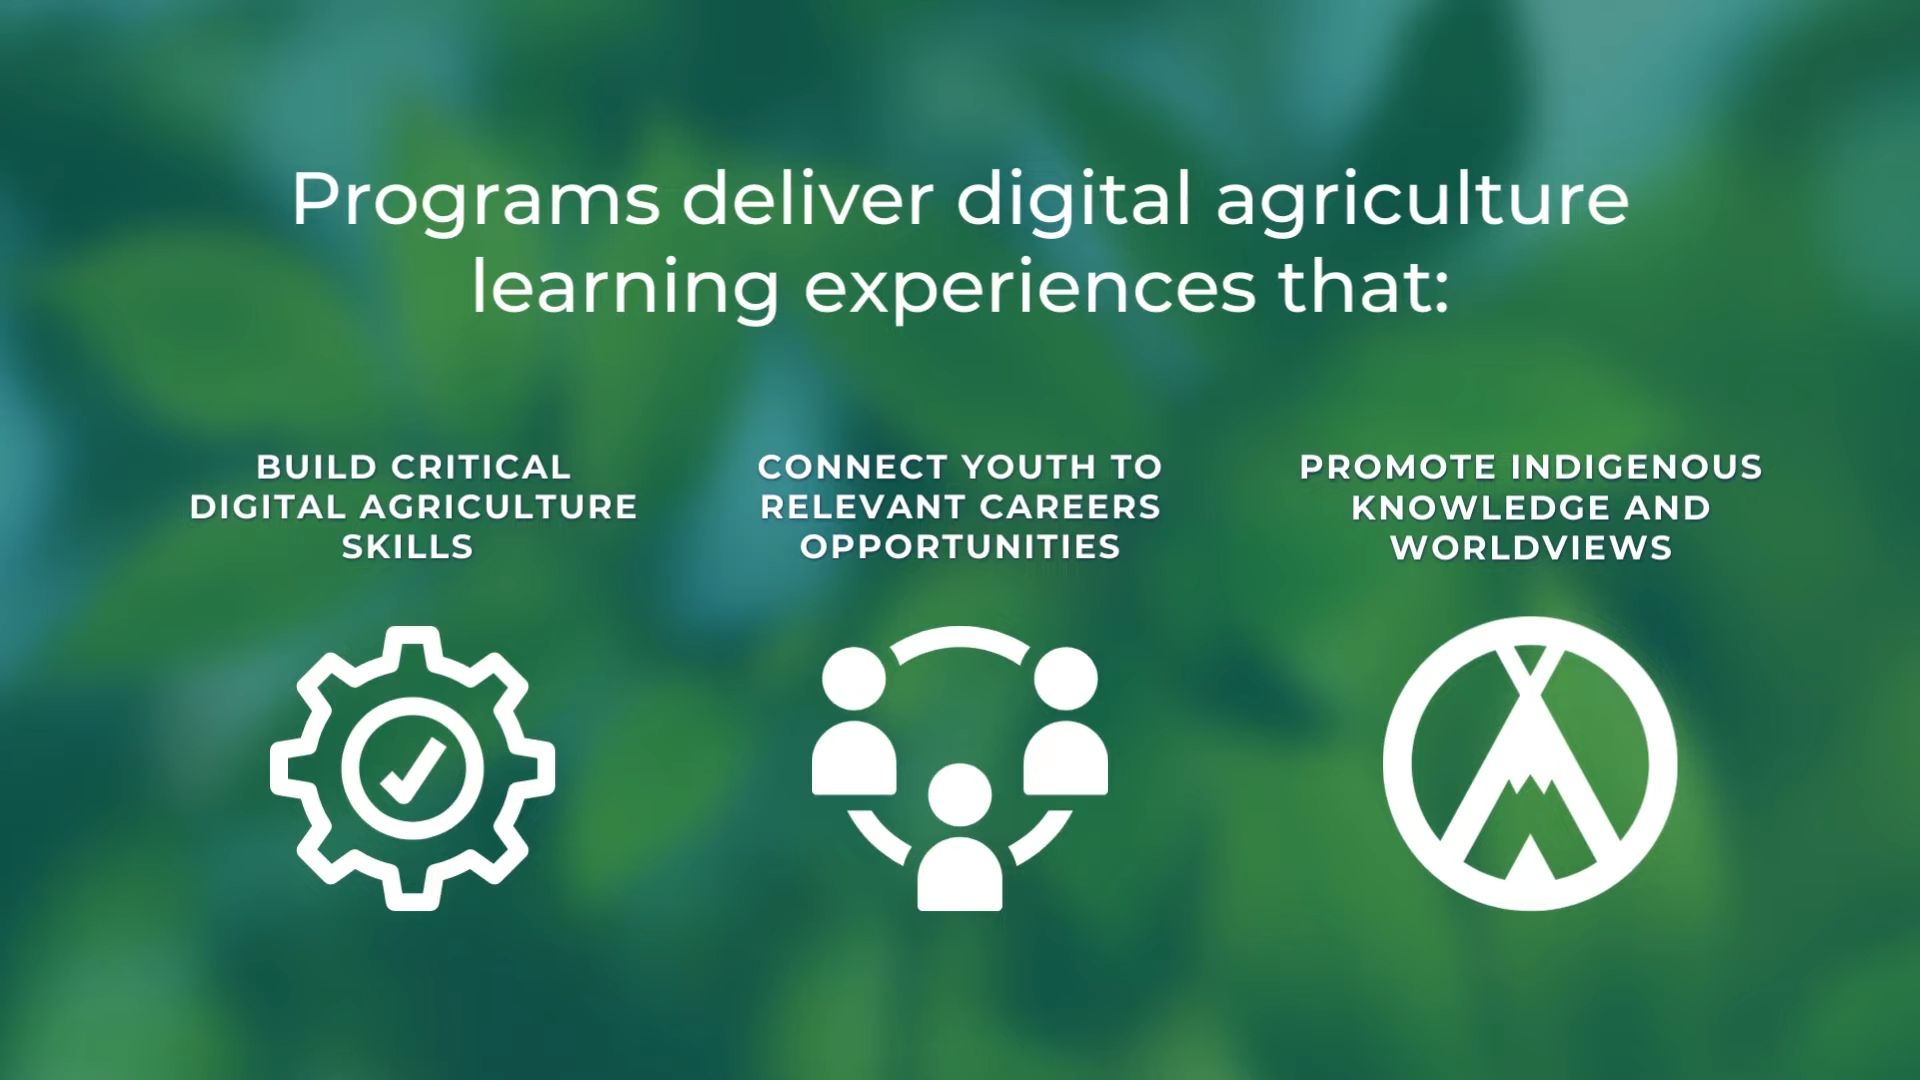 Programs deliver digital agriculture
learning experiences that:
BUILD CRITICAL
DIGITAL AGRICULTURE
SKILLS
CONNECT YOUTH TO
RELEVANT CAREERS
OPPORTUNITIES
PROMOTE INDIGENOUS
KNOWLEDGE AND
WORLDVIEWS